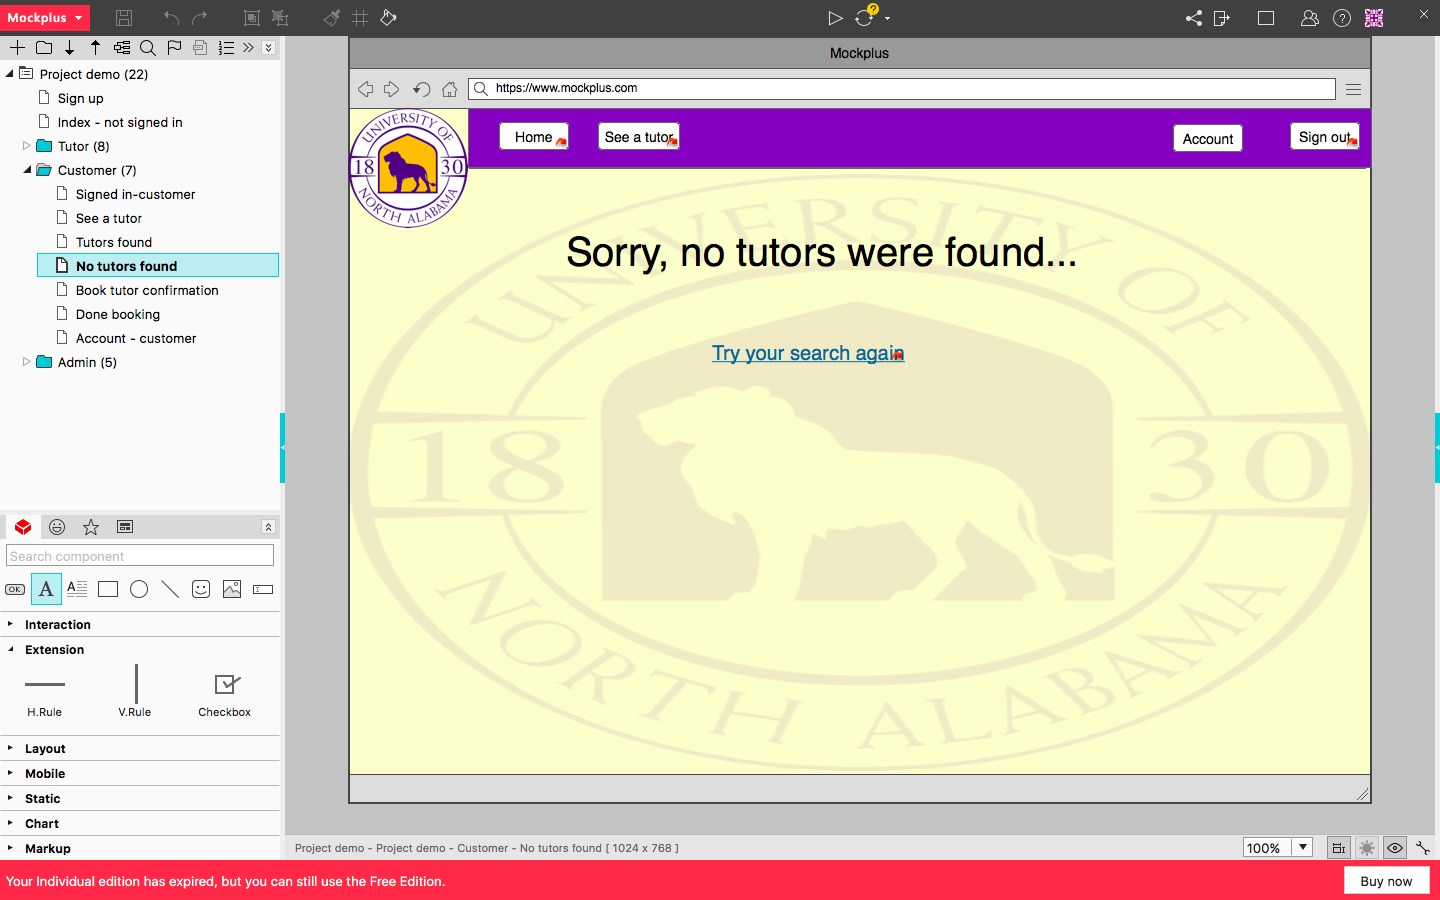 Mockplus
?
?
Project demo (22)
Sign up
Index - not signed in
Tutor (8)
Customer (7)
Signed in-customer
See a tutor
Tutors found
No tutors found
Book tutor confirmation
Done booking
Account - customer
Admin (5)
Search component
OK
A
A
Interaction
Extension
H.Rule
V.Rule
Checkbox
Layout
Mobile
Static
Chart
Markup
Mockplus
https://www.mockplus.com
UNIVERSITY OF
18 30
NORTH ALABAMA
Home
See a tutor
Account
Sign out
UNIVERSITY OF
Sorry, no tutors were found...
Try your search again
18 30
NORTH ALABAMA
Project demo - Project demo - Customer - No tutors found [ 1024 x 768 ]
100%
Your Individual edition has expired, but you can still use the Free Edition.
Buy now